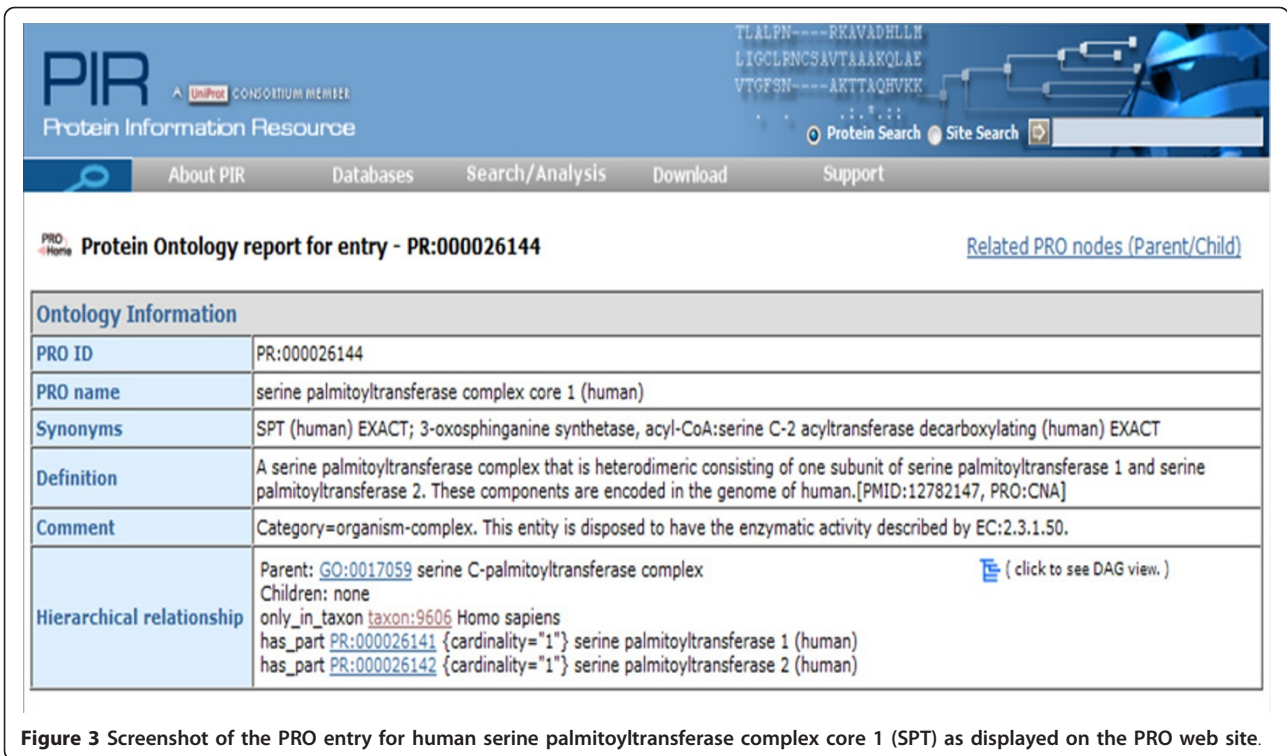 TLALPN----RKAVADHLLM
LIGCLRNCSAVTAAAKQLAE
VTGFSN----AKTTAQHVKK
. . .:.*.::
PIR
A UniProt CONSORTIUM MEMBER
Protein Information Resource
Protein Search Site Search
About PIR Databases Search/Analysis Download Support
PRO Home Protein Ontology report for entry - PR:000026144 Related PRO nodes (Parent/Child)
Ontology Information
PRO ID PR:000026144
PRO name serine palmitoyltransferase complex core 1 (human)
Synonyms SPT (human) EXACT; 3-oxosphinganine synthetase, acyl-CoA:serine C-2 acyltransferase decarboxylating (human) EXACT
Definition A serine palmitoyltransferase complex that is heterodimeric consisting of one subunit of serine palmitoyltransferase 1 and serine
palmitoyltransferase 2. These components are encoded in the genome of human.[PMID:12782147, PRO:CNA]
Comment Category=organism-complex. This entity is disposed to have the enzymatic activity described by EC:2.3.1.50.
Hierarchical relationship Parent: GO:0017059 serine C-palmitoyltransferase complex ( click to see DAG view. )
Children: none
only_in_taxon taxon:9606 Homo sapiens
has_part PR:000026141 {cardinality="1"} serine palmitoyltransferase 1 (human)
has_part PR:000026142 {cardinality="1"} serine palmitoyltransferase 2 (human)
Figure 3 Screenshot of the PRO entry for human serine palmitoyltransferase complex core 1 (SPT) as displayed on the PRO web site.